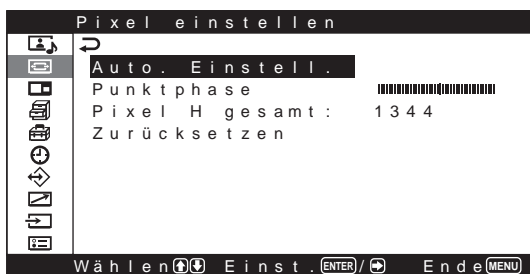 Pixel einstellen
Auto. Einstell.
Punktphase
Pixel H gesamt: 1344
Zurücksetzen
Wählen Einst. ENTER / Ende MENU